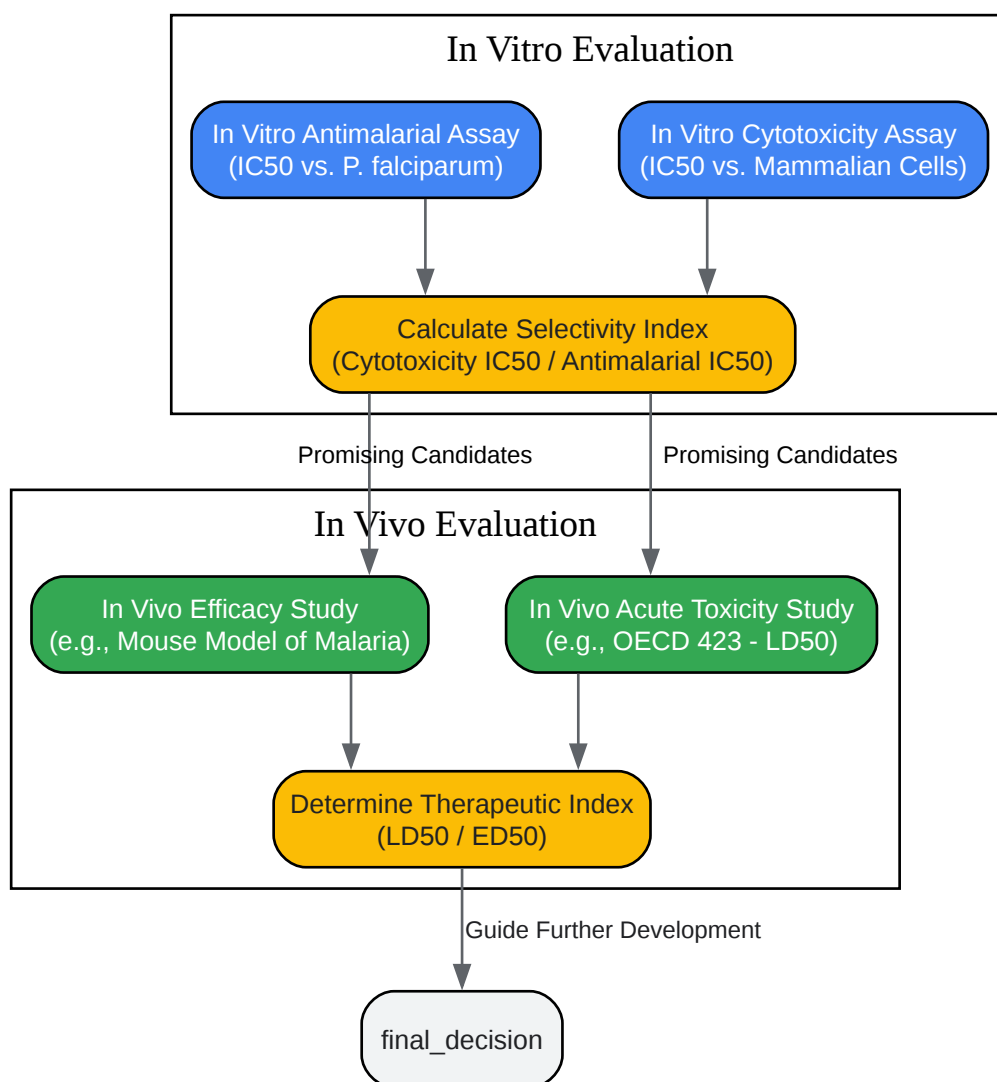 In Vitro Evaluation
In Vitro Antimalarial Assay
(IC50 vs. P. falciparum)
In Vitro Cytotoxicity Assay
(IC50 vs. Mammalian Cells)
Calculate Selectivity Index
(Cytotoxicity IC50 / Antimalarial IC50)
Promising Candidates
Promising Candidates
In Vivo Evaluation
In Vivo Efficacy Study
(e.g., Mouse Model of Malaria)
In Vivo Acute Toxicity Study
(e.g., OECD 423 - LD50)
Determine Therapeutic Index
(LD50 / ED50)
Guide Further Development
final_decision